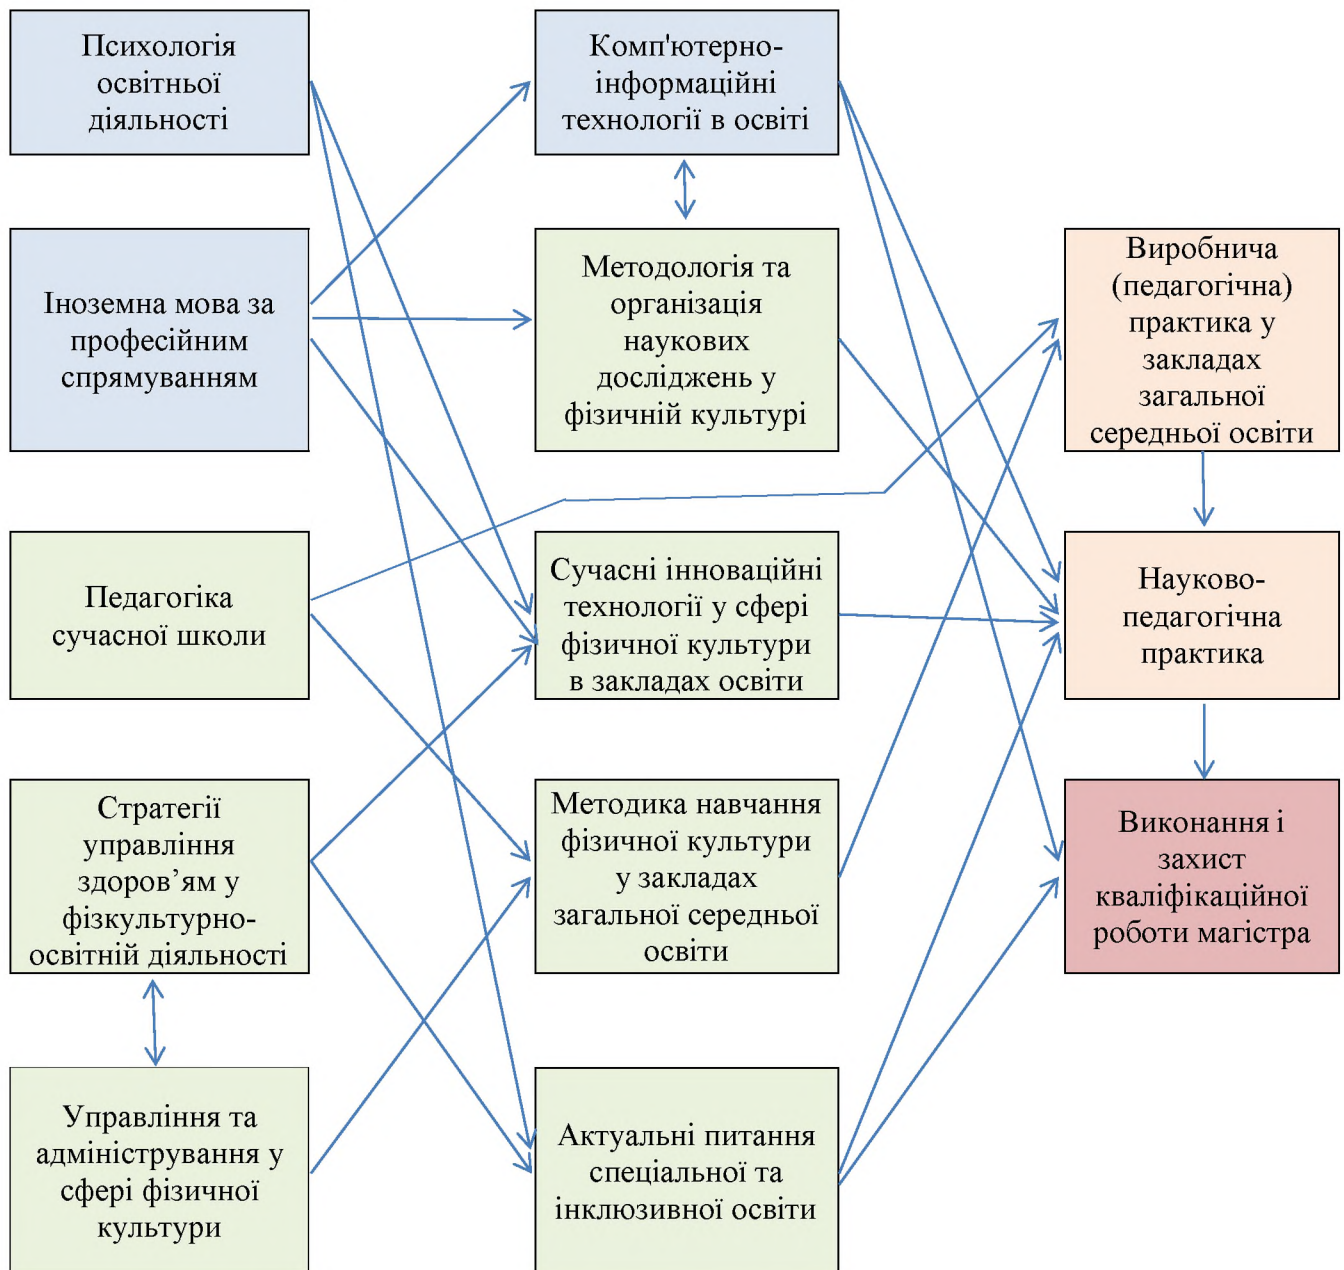 Психологія
освітньої
діяльності
Комп'ютерно-
інформаційні
технології в освіті
Іноземна мова за
професійним
спрямуванням
Методологія та
організація
наукових
досліджень у
фізичній культурі
Виробнича
(педагогічна)
практика у
закладах
загальної
середньої освіти
Педагогіка
сучасної школи
Сучасні інноваційні
технології у сфері
фізичної культури
в закладах освіти
Науково-
педагогічна
практика
Стратегії
управління
здоров’ям у
фізкультурно-
освітній діяльності
Методика навчання
фізичної культури
у закладах
загальної середньої
освіти
Виконання і
захист
кваліфікаційної
роботи магістра
Управління та
адміністрування у
сфері фізичної
культури
Актуальні питання
спеціальної та
інклюзивної освіти